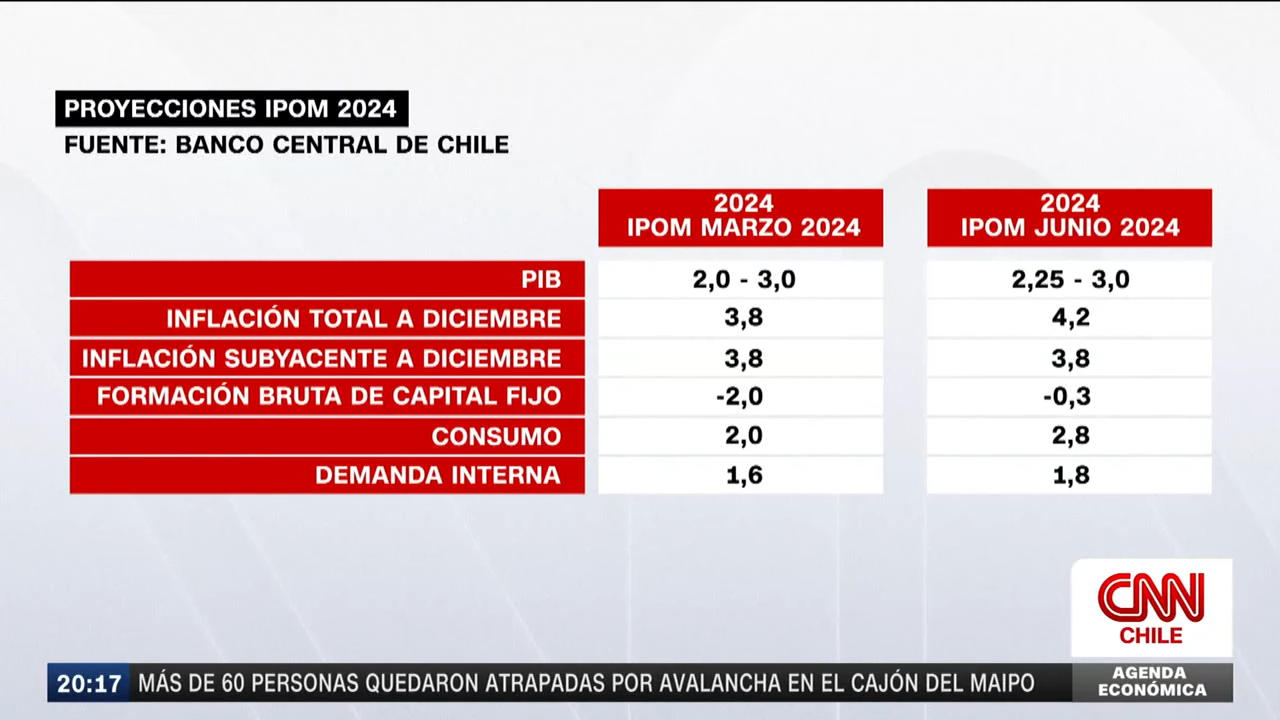 PROYECCIONES IPOM 2024
FUENTE: BANCO CENTRAL DE CHILE
2024
IPOM MARZO 2024
2024
IPOM JUNIO 2024
PIB 2,0 - 3,0 2,25 - 3,0
INFLACIÓN TOTAL A DICIEMBRE 3,8 4,2
INFLACIÓN SUBYACENTE A DICIEMBRE 3,8 3,8
FORMACIÓN BRUTA DE CAPITAL FIJO -2,0 -0,3
CONSUMO 2,0 2,8
DEMANDA INTERNA 1,6 1,8
CNN
CHILE
20:17 MÁS DE 60 PERSONAS QUEDARON ATRAPADAS POR AVALANCHA EN EL CAJÓN DEL MAIPO
AGENDA
ECONÓMICA